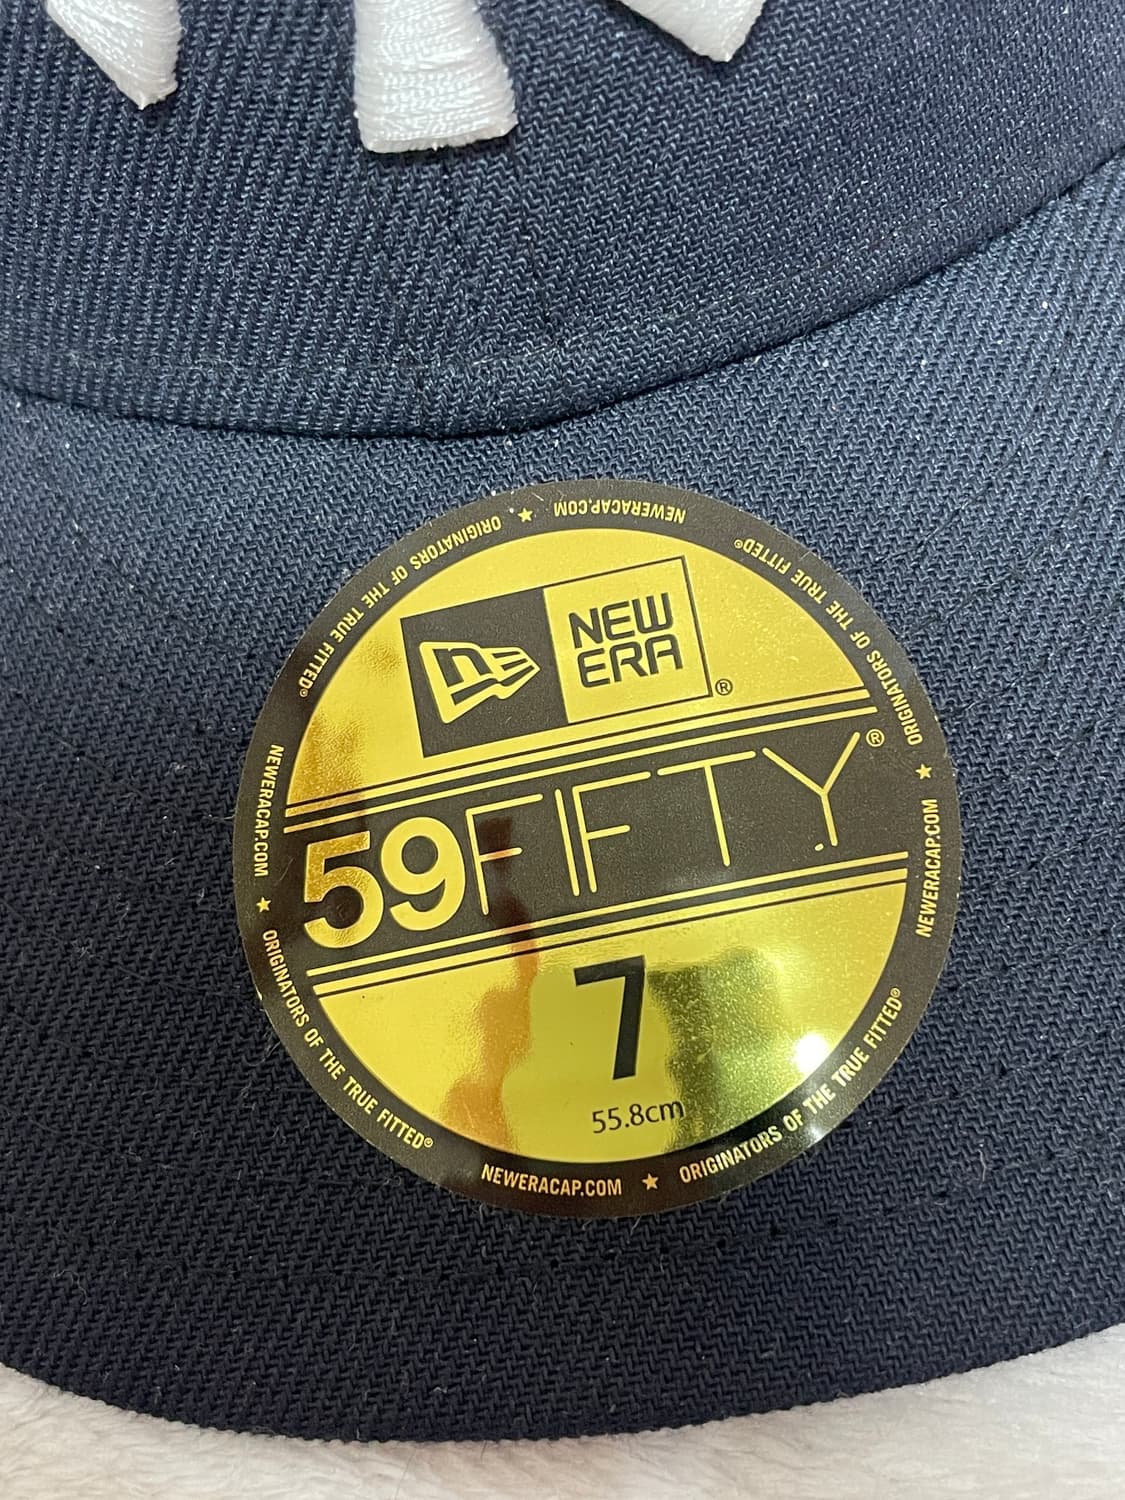 NEW
ERA
®
59FIFTY®
7
55.8cm
ORIGINATORS OF THE TRUE FITTED® ★ NEWERACAP.COM
ORIGINATORS OF THE TRUE FITTED® ★ NEWERACAP.COM
ORIGINATORS OF THE TRUE FITTED® ★ NEWERACAP.COM
ORIGINATORS OF THE TRUE FITTED® ★ NEWERACAP.COM